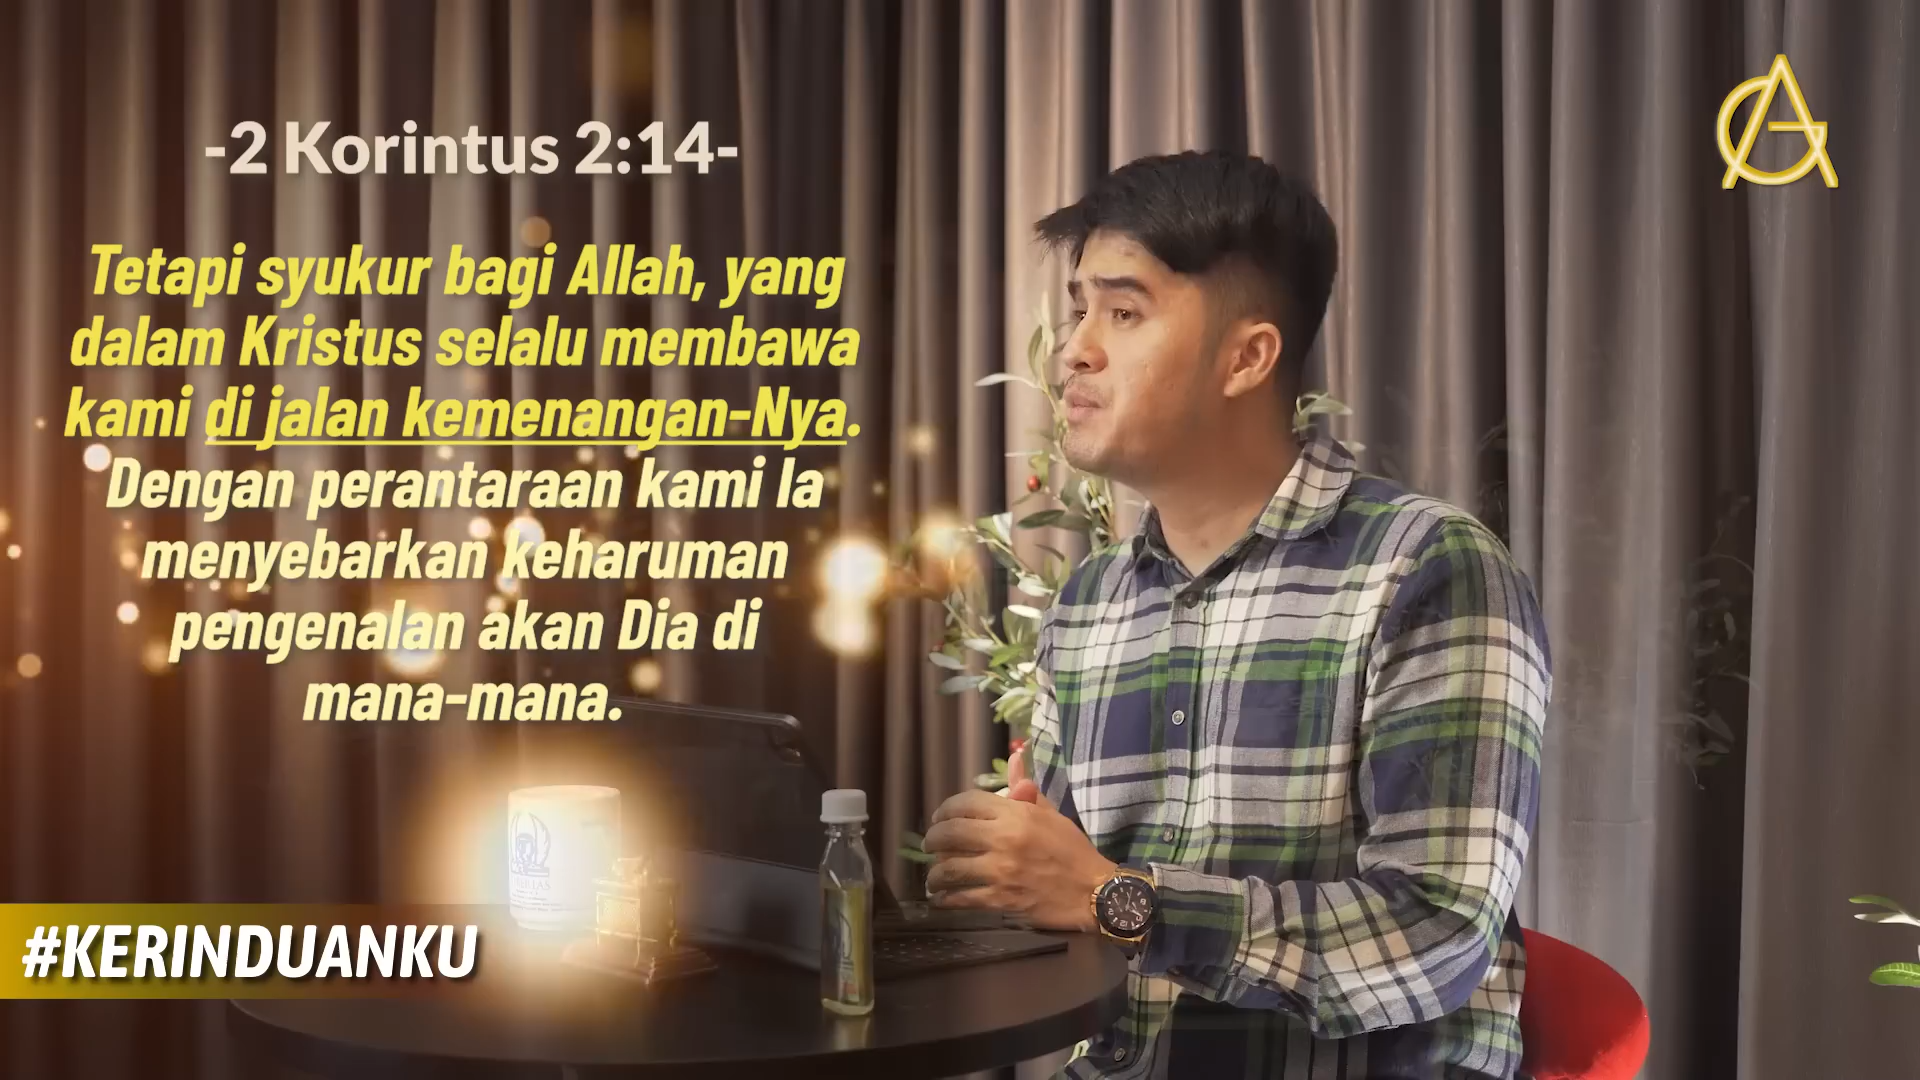 -2 Korintus 2:14-
Tetapi syukur bagi Allah, yang
dalam Kristus selalu membawa
kami di jalan kemenangan-Nya.
Dengan perantaraan kami Ia
menyebarkan keharuman
pengenalan akan Dia di
mana-mana.
#KERINDUANKU